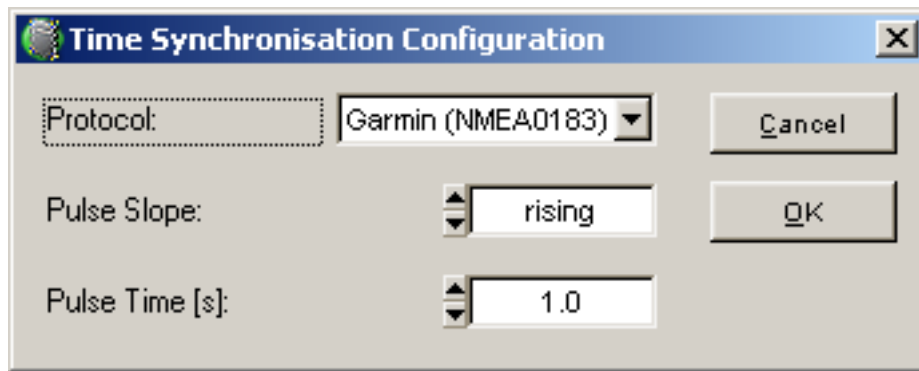 Time Synchronisation Configuration
Protocol: Garmin (NMEA0183) Cancel
Pulse Slope: rising OK
Pulse Time [s]: 1.0